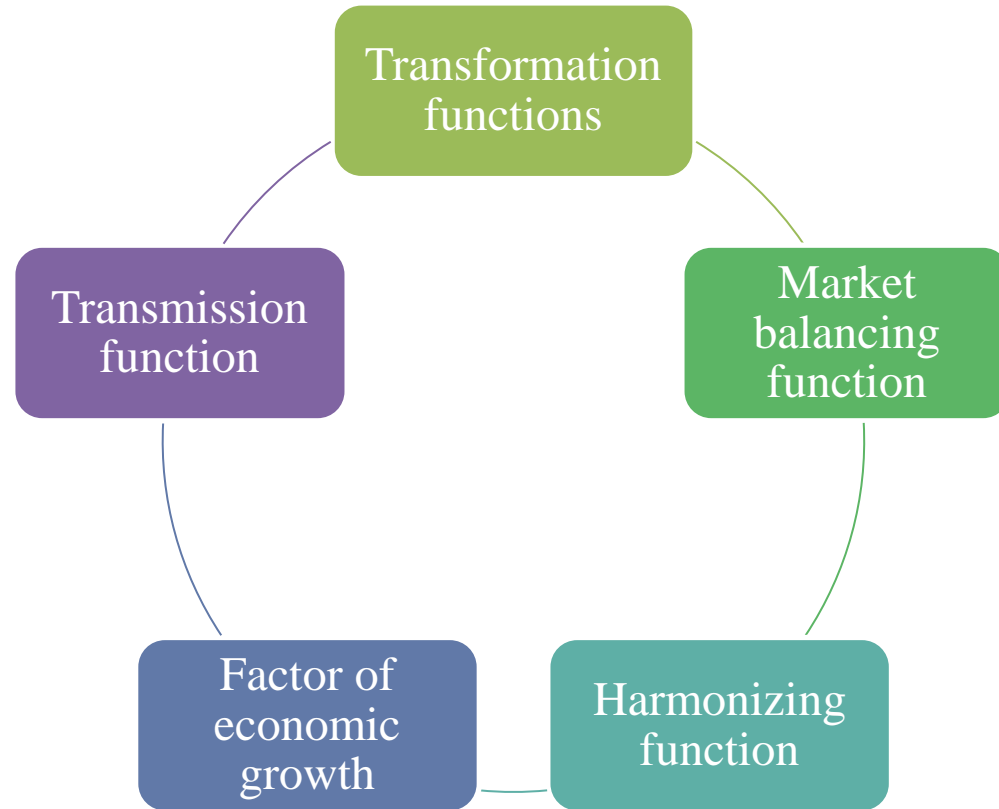 Transformation
functions
Market
balancing
function
Harmonizing
function
Factor of
economic
growth
Transmission
function